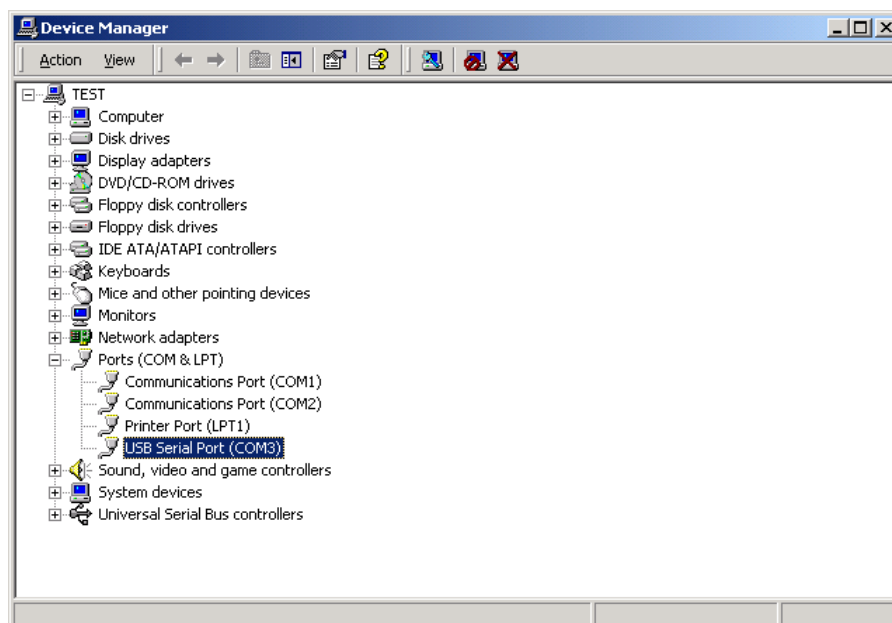 Device Manager
Action View
TEST
Computer
Disk drives
Display adapters
DVD/CD-ROM drives
Floppy disk controllers
Floppy disk drives
IDE ATA/ATAPI controllers
Keyboards
Mice and other pointing devices
Monitors
Network adapters
Ports (COM & LPT)
Communications Port (COM1)
Communications Port (COM2)
Printer Port (LPT1)
USB Serial Port (COM3)
Sound, video and game controllers
System devices
Universal Serial Bus controllers